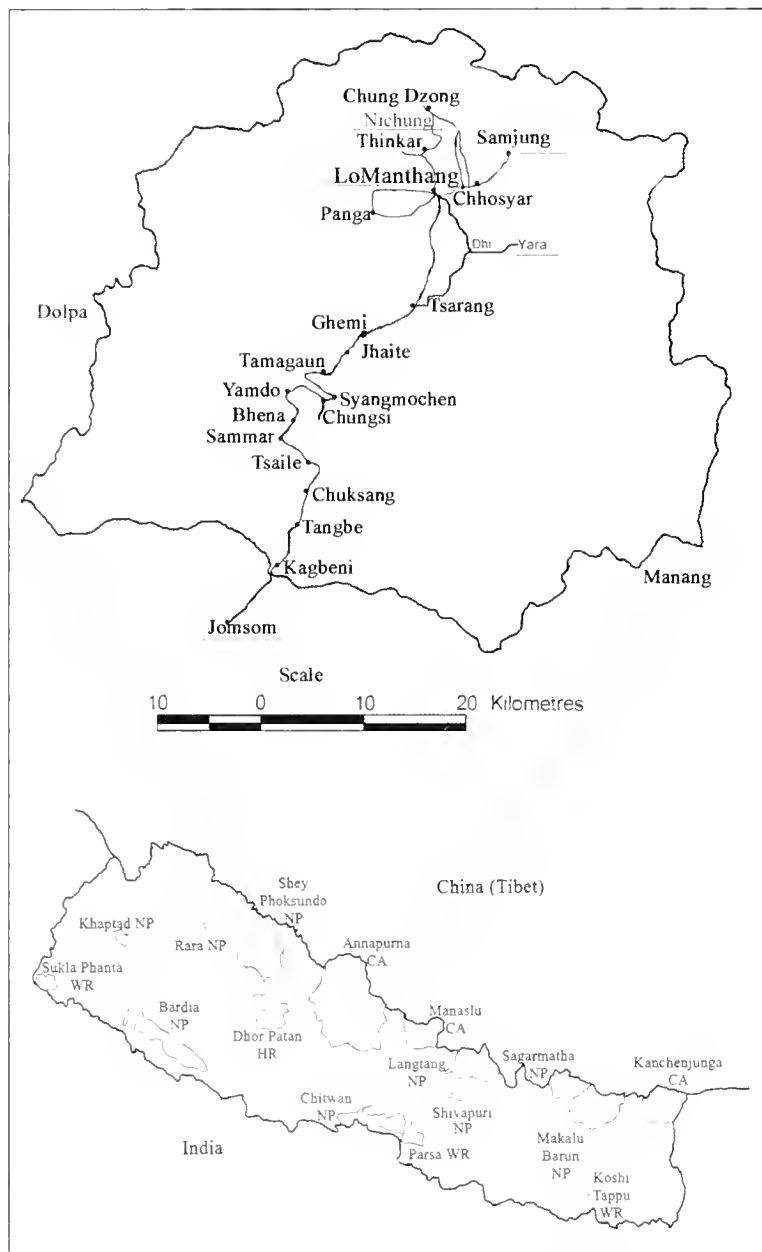 Chung Dzong
Nichung
Thinkar
Samjung
LoManthang
Chhosyar
Panga
Dhi
Yara
Dolpa
Tsarang
Ghemi
Jhaite
Tamagaun
Yamdo
Syangmochen
Bhena
Chungsi
Sammar
Tsaile
Chuksang
Tangbe
Kagbeni
Manang
Jomsom
Scale
10 0 10 20 Kilometres
China (Tibet)
Shey
Phoksundo
NP
Khaptad NP
Rara NP
Annapurna
CA
Sukla Phanta
WR
Bardia
NP
Dhor Patan
HR
Manaslu
CA
Langtang
NP
Sagarmatha
NP
Kanchenjunga
CA
Chitwan
NP
Shivapuri
NP
India
Parsa WR
Makalu
Barun
NP
Koshi
Tappu
WR